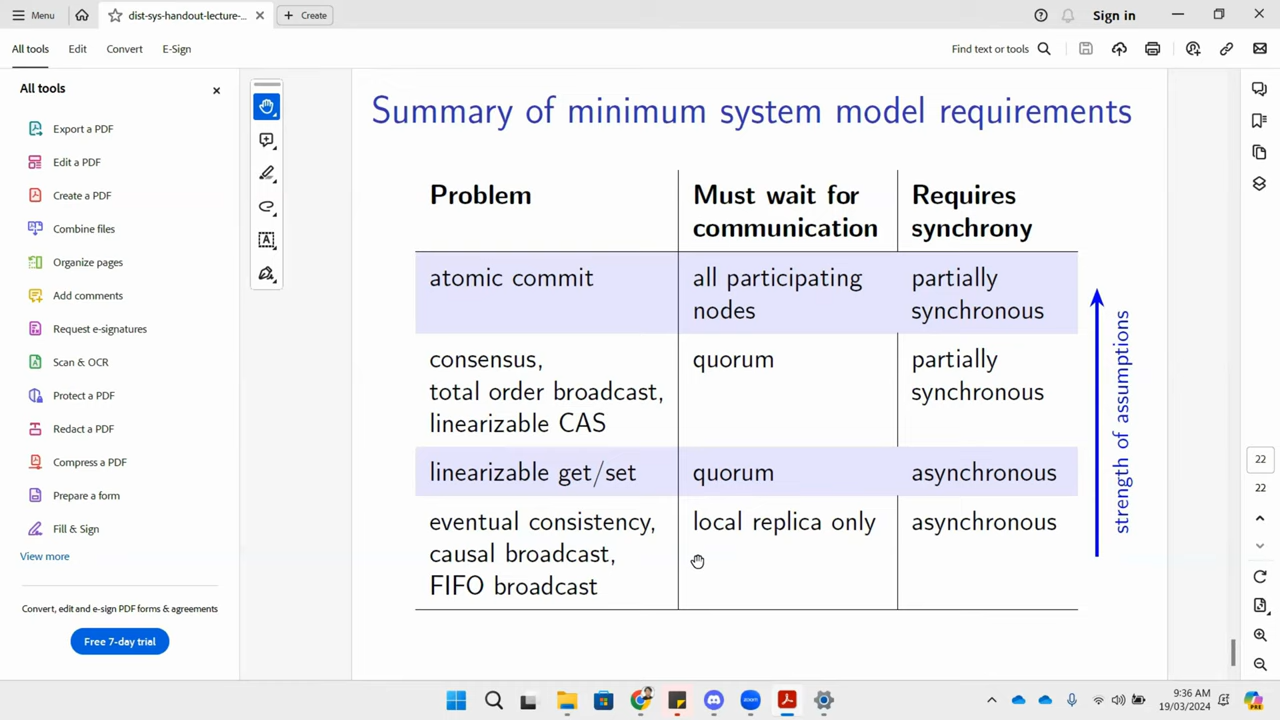 Menu
dist-sys-handout-lecture-...
Create
Sign in
All tools
Edit
Convert
E-Sign
Find text or tools
All tools
Export a PDF
Edit a PDF
Create a PDF
Combine files
Organize pages
Add comments
Request e-signatures
Scan & OCR
Protect a PDF
Redact a PDF
Compress a PDF
Prepare a form
Fill & Sign
View more
Convert, edit and e-sign PDF forms & agreements
Free 7-day trial
Summary of minimum system model requirements
Problem
Must wait for
communication
Requires
synchrony
atomic commit
all participating
nodes
partially
synchronous
consensus,
total order broadcast,
linearizable CAS
quorum
partially
synchronous
linearizable get/set
quorum
asynchronous
eventual consistency,
causal broadcast,
FIFO broadcast
local replica only
asynchronous
strength of assumptions
22
22
zoom
9:36 AM
19/03/2024
PRE